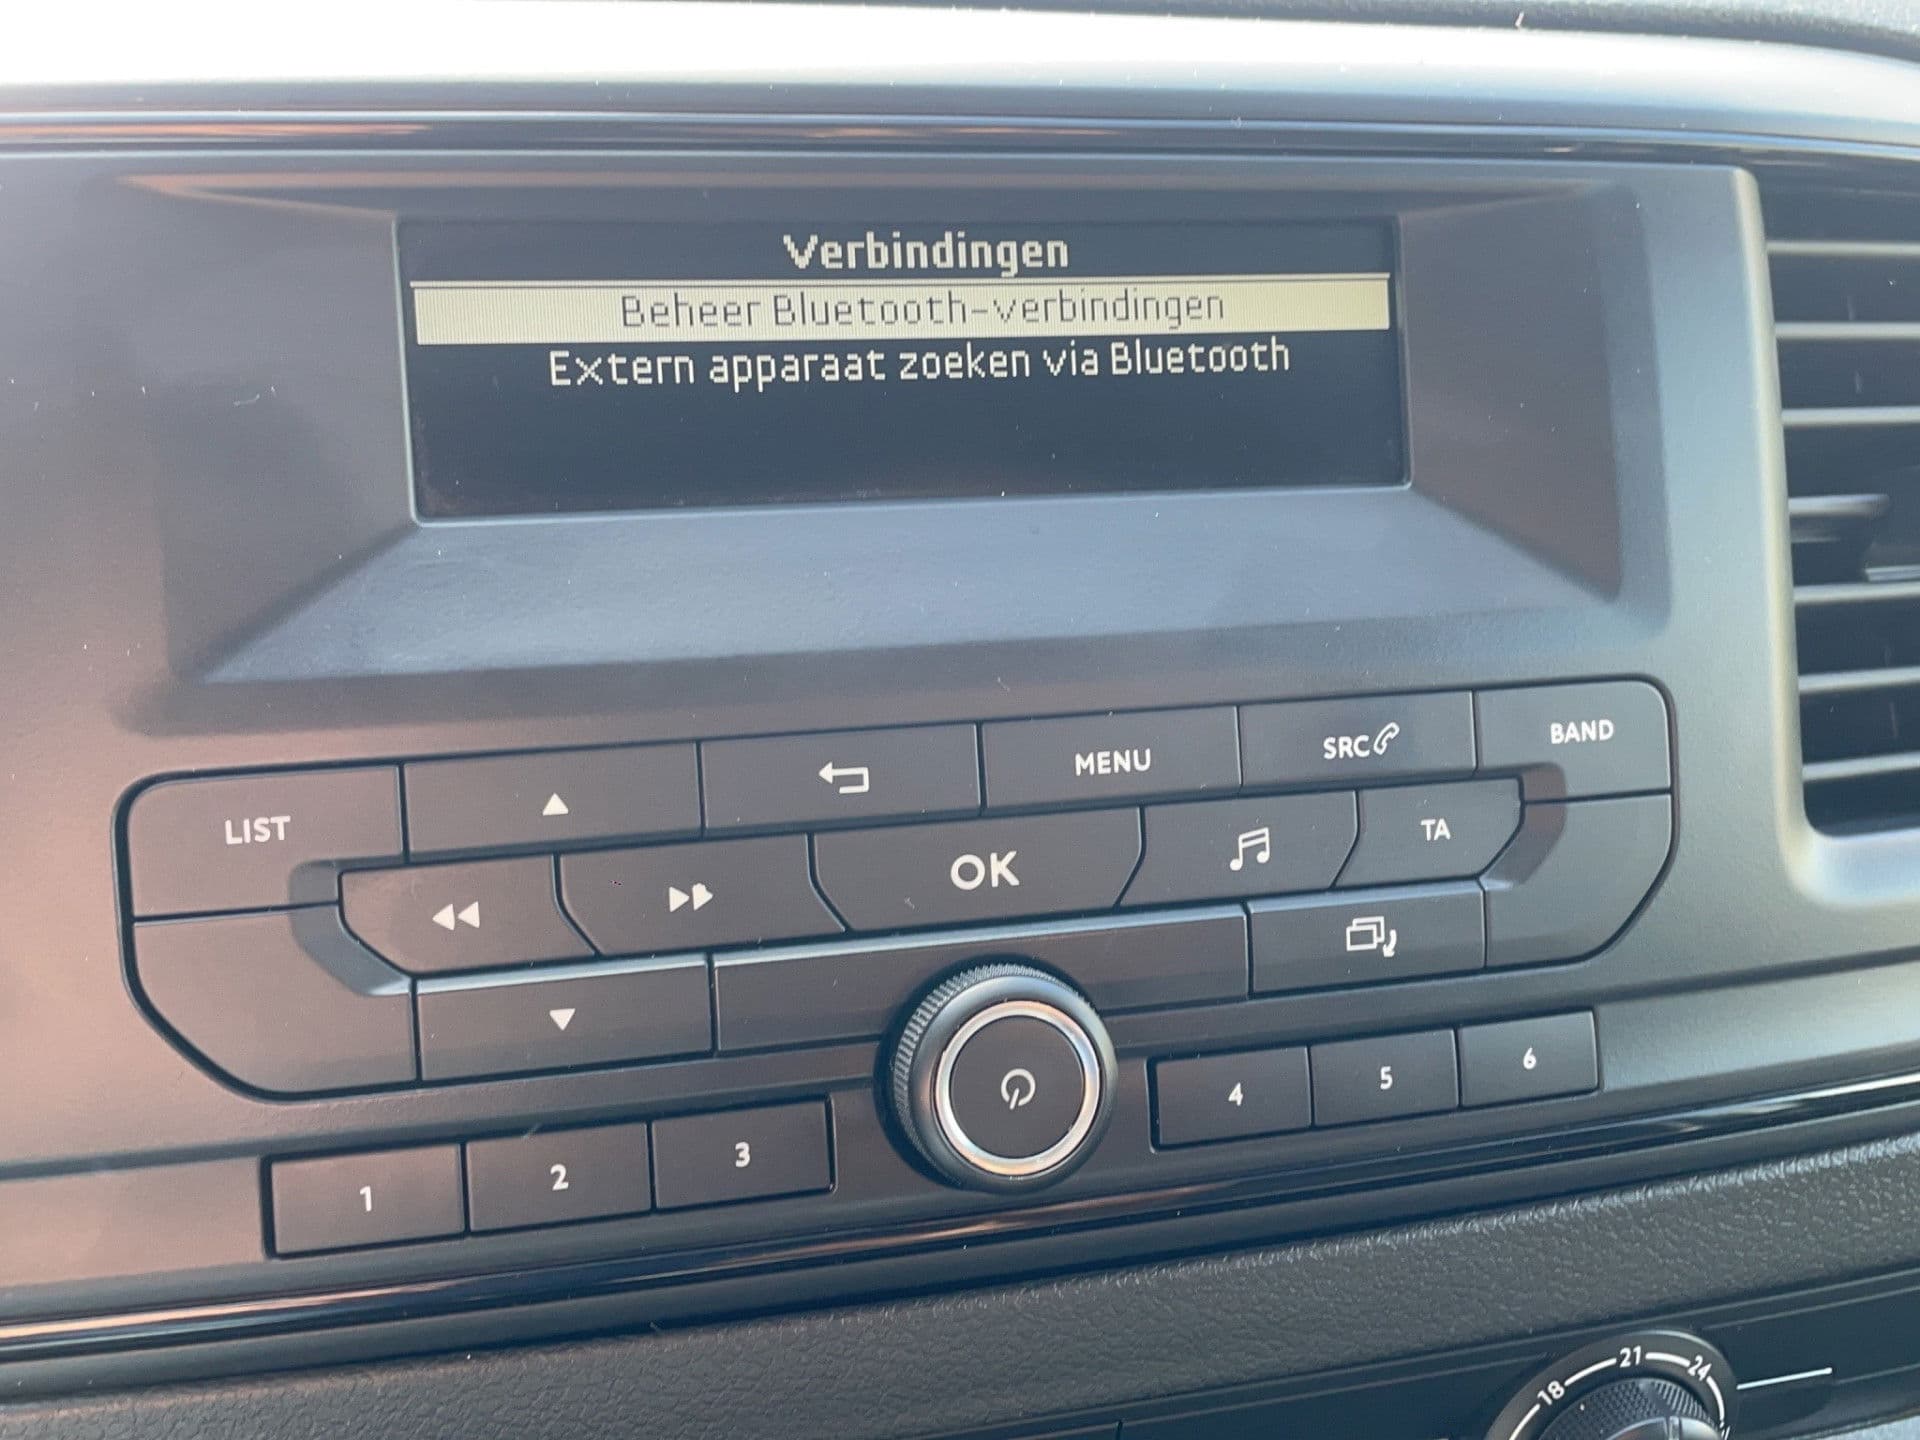 Verbindingen
Beheer Bluetooth-verbindingen
Extern apparaat zoeken via Bluetooth
LIST
MENU
SRC
BAND
OK
TA
1
2
3
4
5
6
18
21
24